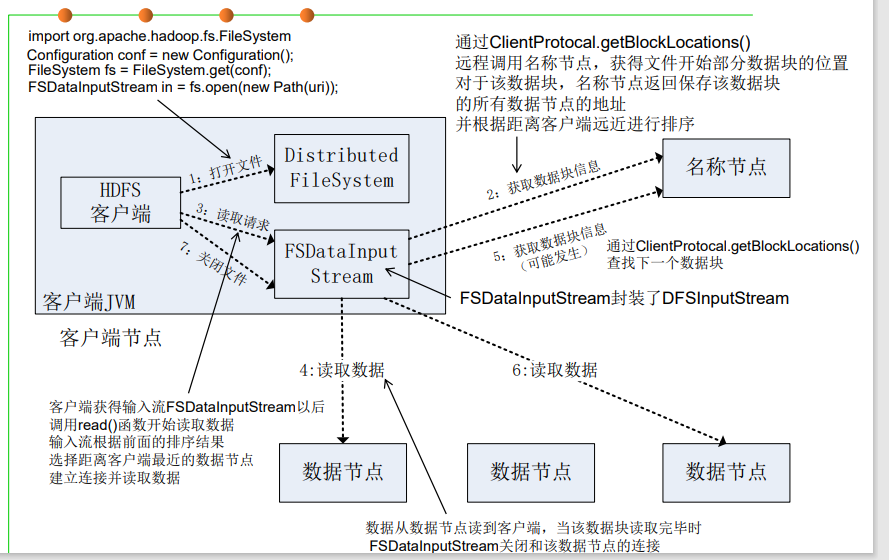 import org.apache.hadoop.fs.FileSystem
Configuration conf = new Configuration();
FileSystem fs = FileSystem.get(conf);
FSDataInputStream in = fs.open(new Path(uri));
通过ClientProtocal.getBlockLocations()
远程调用名称节点，获得文件开始部分数据块的位置
对于该数据块，名称节点返回保存该数据块
的所有数据节点的地址
并根据距离客户端远近进行排序
HDFS
客户端
1：打开文件
Distributed
FileSystem
2：获取数据块信息
名称节点
3：读取请求
FSDataInput
Stream
5：获取数据块信息
（可能发生）
通过ClientProtocal.getBlockLocations()
查找下一个数据块
7：关闭文件
客户端JVM
FSDataInputStream封装了DFSInputStream
客户端节点
4:读取数据
6:读取数据
客户端获得输入流FSDataInputStream以后
调用read()函数开始读取数据
输入流根据前面的排序结果
选择距离客户端最近的数据节点
建立连接并读取数据
数据节点
数据节点
数据节点
数据从数据节点读到客户端，当该数据块读取完毕时
FSDataInputStream关闭和该数据节点的连接